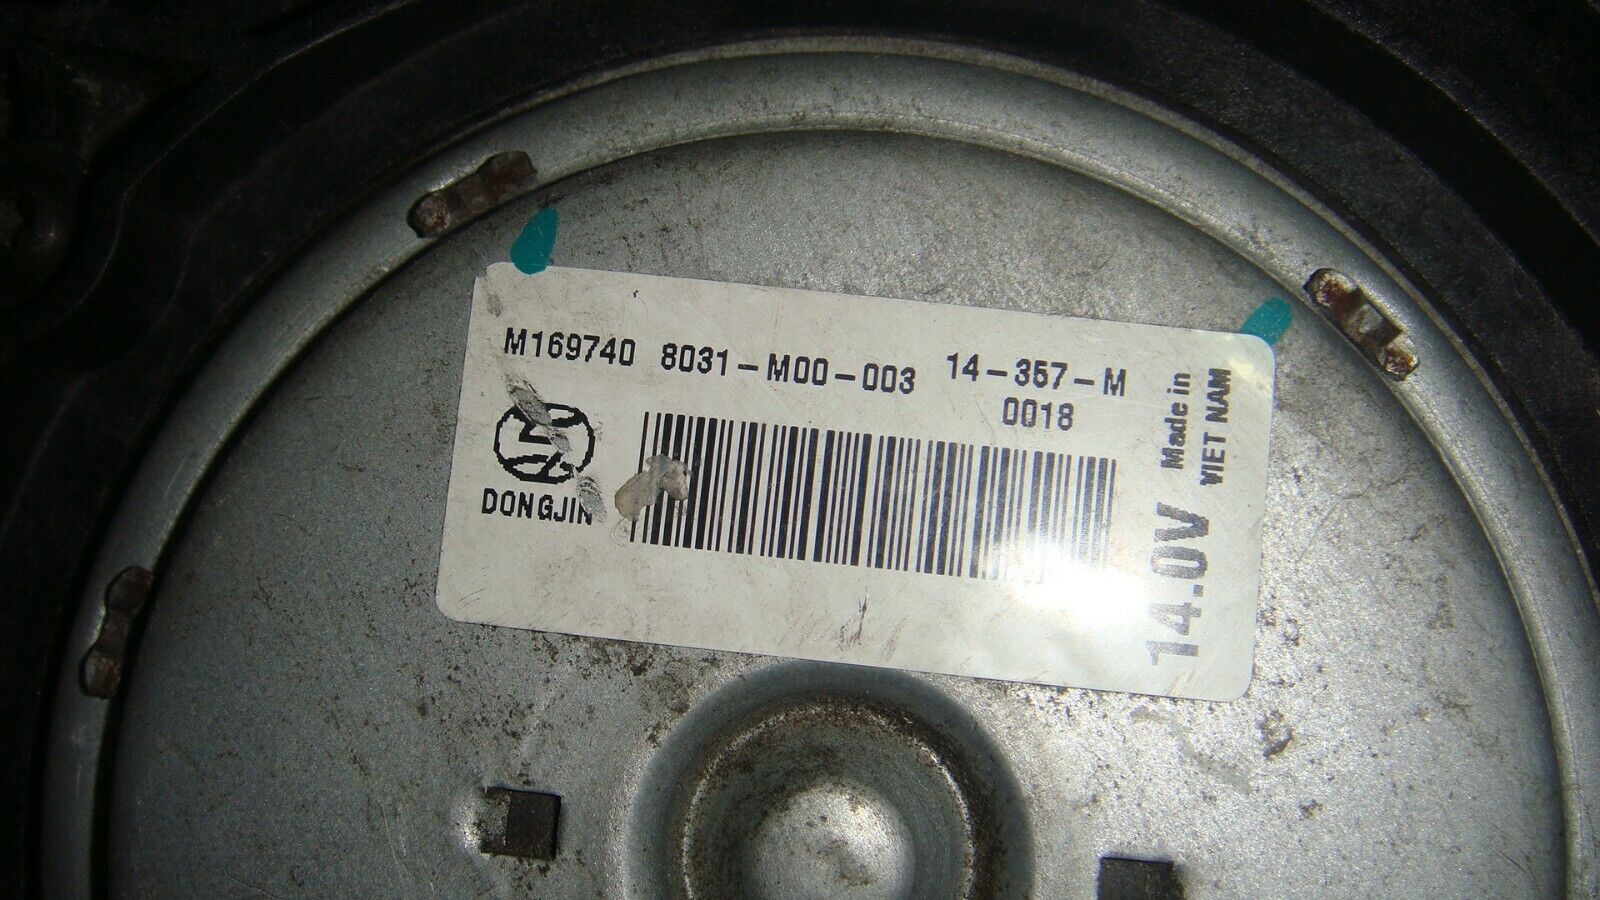 M169740 8031-M00-003 14-357-M
0018
DONGJIN
Made in
VIET NAM
14.0V